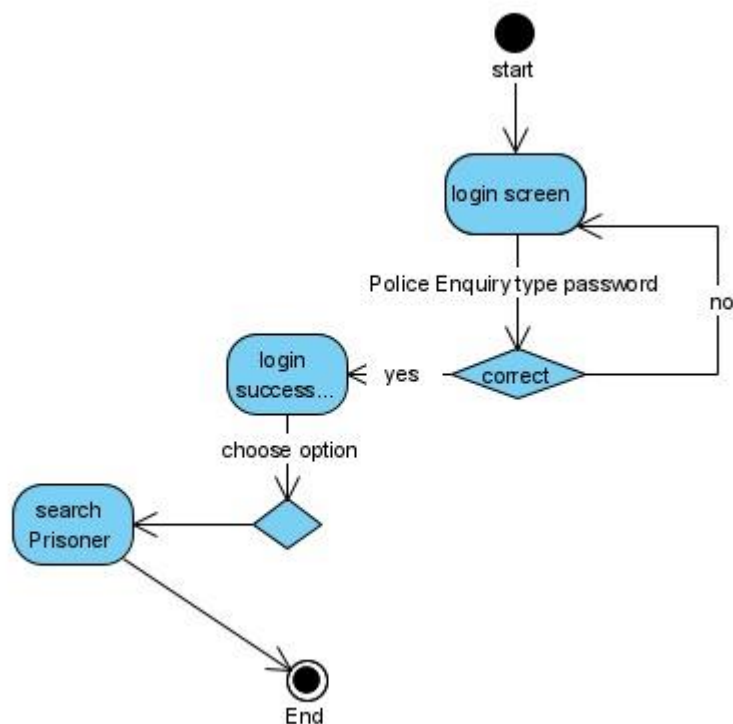 start
login screen
Police Enquiry type password
no
correct
yes
login
success...
choose option
search
Prisoner
End